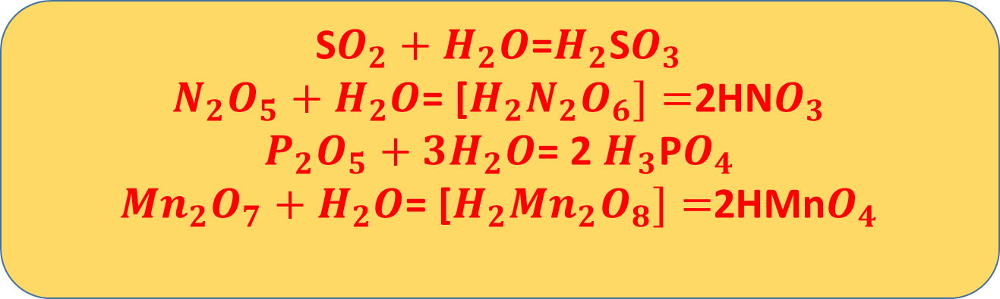 SO₂ + H₂O=H₂SO₃
N₂O₅ + H₂O= [H₂N₂O₆] =2HNO₃
P₂O₅ + 3H₂O= 2 H₃PO₄
Mn₂O₇ + H₂O= [H₂Mn₂O₈] =2HMnO₄